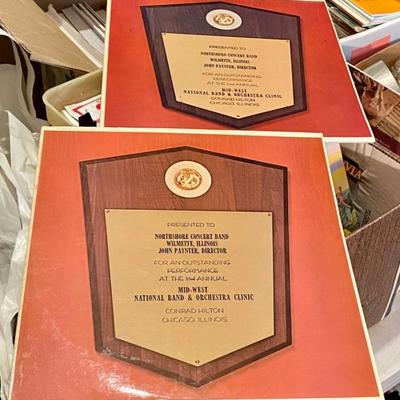 PRESENTED TO
NORTHSHORE CONCERT BAND
WILMETTE, ILLINOIS
JOHN PAYNTER, DIRECTOR
FOR AN OUTSTANDING
PERFORMANCE
AT THE ANNUAL
MID-WEST
NATIONAL BAND & ORCHESTRA CLINIC
CONRAD HILTON
CHICAGO, ILLINOIS
PRESENTED TO
NORTHSHORE CONCERT BAND
WILMETTE, ILLINOIS
JOHN PAYNTER, DIRECTOR
FOR AN OUTSTANDING
PERFORMANCE
AT THE ANNUAL
MID-WEST
NATIONAL BAND & ORCHESTRA CLINIC
CONRAD HILTON
CHICAGO, ILLINOIS